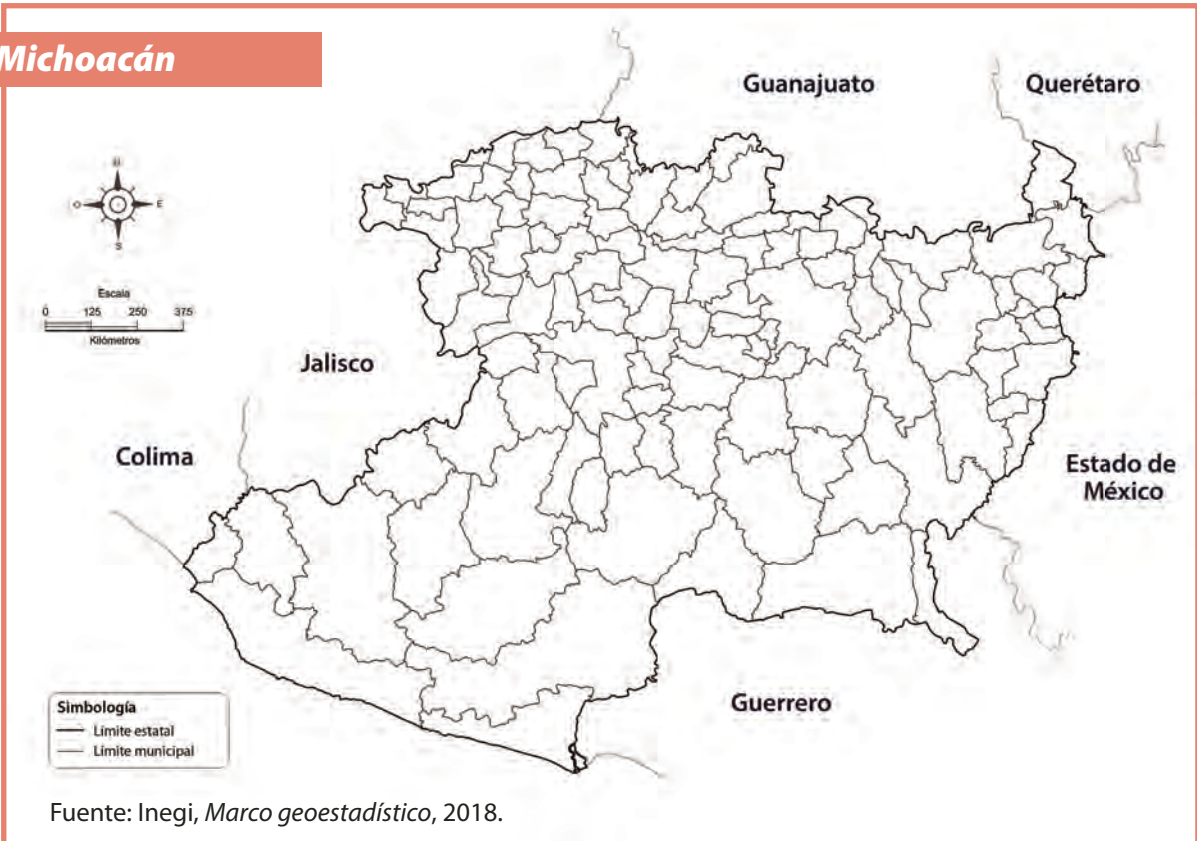 Michoacán
Guanajuato
Querétaro
N
O
E
S
Escala
0 125 250 375
Kilómetros
Jalisco
Colima
Estado de
México
Guerrero
Simbología
Límite estatal
Límite municipal
Fuente: Inegi, Marco geoestadístico, 2018.